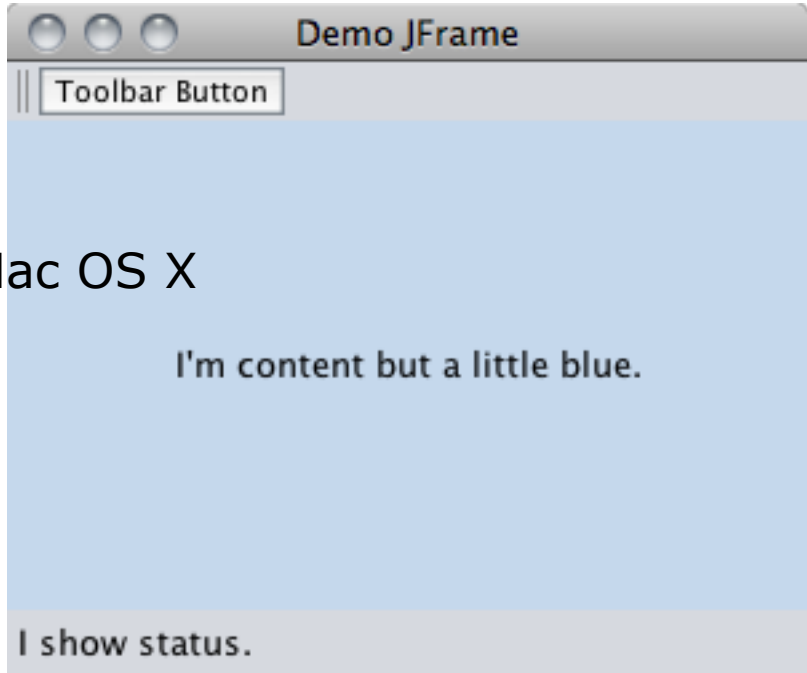 Demo JFrame
Toolbar Button
ac OS X
I'm content but a little blue.
I show status.